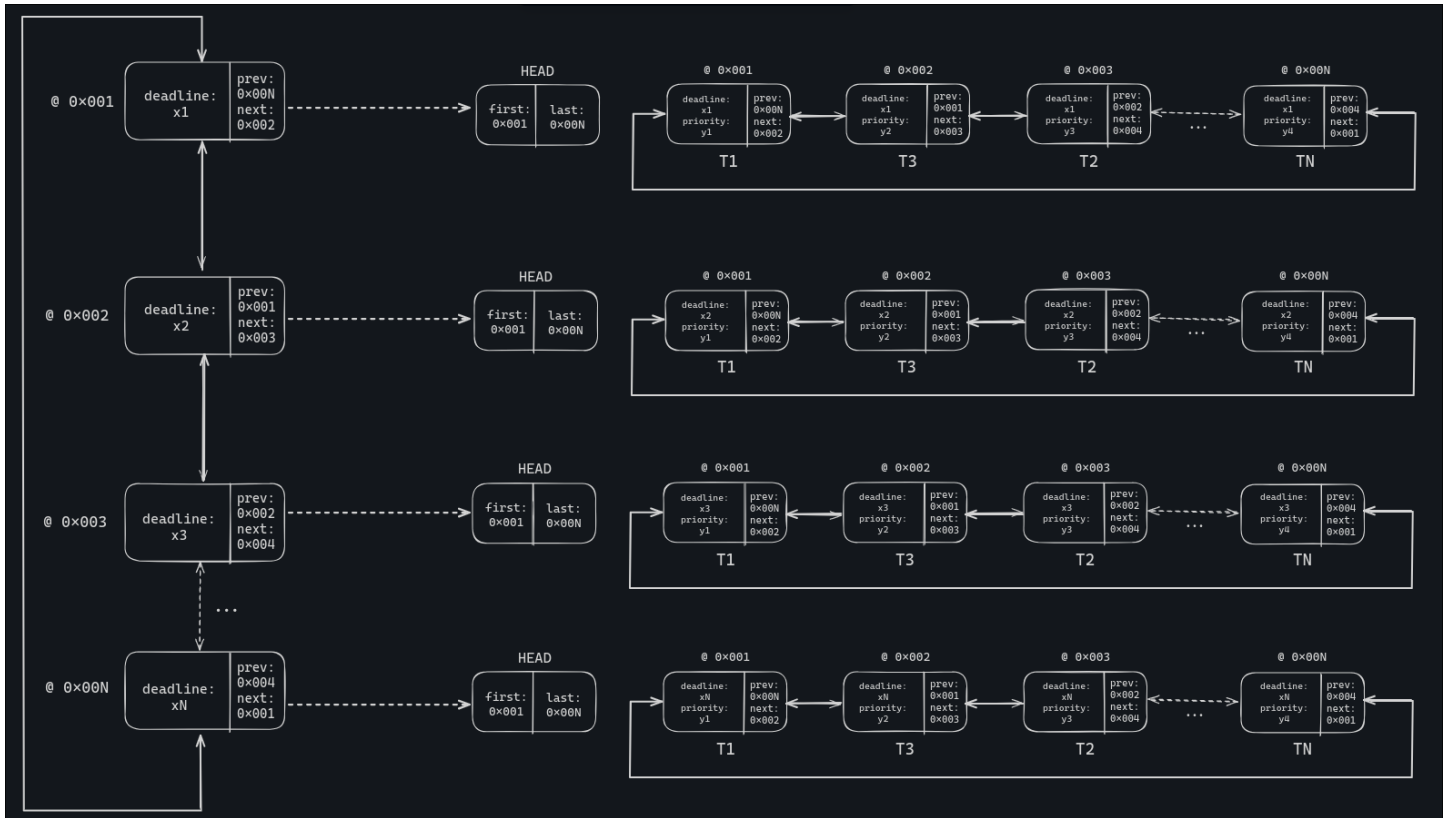 @ 0×001
deadline:
x1
prev:
0×00N
next:
0×002
HEAD
first:
0×001
last:
0×00N
@ 0×001
deadline:
x1
priority:
y1
prev:
0×00N
next:
0×002
T1
@ 0×002
deadline:
x1
priority:
y2
prev:
0×001
next:
0×003
T3
@ 0×003
deadline:
x1
priority:
y3
prev:
0×002
next:
0×004
T2
...
@ 0×00N
deadline:
x1
priority:
y4
prev:
0×004
next:
0×001
TN
@ 0×002
deadline:
x2
prev:
0×001
next:
0×003
HEAD
first:
0×001
last:
0×00N
@ 0×001
deadline:
x2
priority:
y1
prev:
0×00N
next:
0×002
T1
@ 0×002
deadline:
x2
priority:
y2
prev:
0×001
next:
0×003
T3
@ 0×003
deadline:
x2
priority:
y3
prev:
0×002
next:
0×004
T2
...
@ 0×00N
deadline:
x2
priority:
y4
prev:
0×004
next:
0×001
TN
@ 0×003
deadline:
x3
prev:
0×002
next:
0×004
HEAD
first:
0×001
last:
0×00N
@ 0×001
deadline:
x3
priority:
y1
prev:
0×00N
next:
0×002
T1
@ 0×002
deadline:
x3
priority:
y2
prev:
0×001
next:
0×003
T3
@ 0×003
deadline:
x3
priority:
y3
prev:
0×002
next:
0×004
T2
...
@ 0×00N
deadline:
x3
priority:
y4
prev:
0×004
next:
0×001
TN
...
@ 0×00N
deadline:
xN
prev:
0×004
next:
0×001
HEAD
first:
0×001
last:
0×00N
@ 0×001
deadline:
xN
priority:
y1
prev:
0×00N
next:
0×002
T1
@ 0×002
deadline:
xN
priority:
y2
prev:
0×001
next:
0×003
T3
@ 0×003
deadline:
xN
priority:
y3
prev:
0×002
next:
0×004
T2
...
@ 0×00N
deadline:
xN
priority:
y4
prev:
0×004
next:
0×001
TN